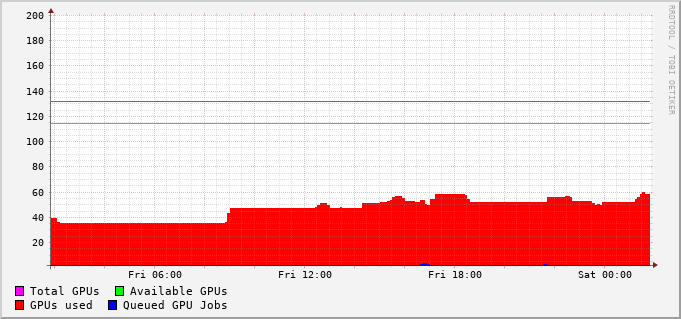 200
180
160
140
120
100
80
60
40
20
Fri 06:00 Fri 12:00 Fri 18:00 Sat 00:00
Total GPUs Available GPUs
GPUs used Queued GPU Jobs
RRDTOOL / TOBI OETIKER